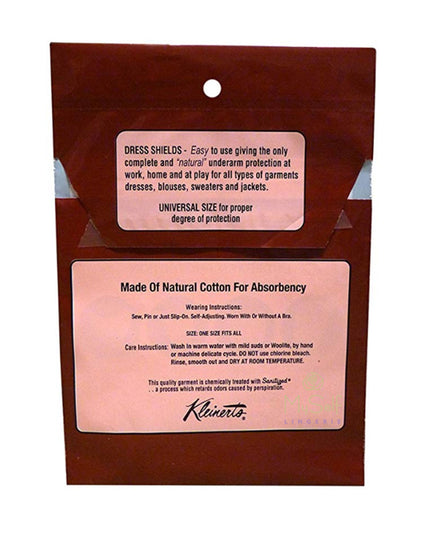 DRESS SHIELDS - Easy to use giving the only
complete and "natural" underarm protection at
work, home and at play for all types of garments
dresses, blouses, sweaters and jackets.
UNIVERSAL SIZE for proper
degree of protection
Made Of Natural Cotton For Absorbency
Wearing Instructions:
Sew, Pin or Just Slip-On. Self-Adjusting. Worn With Or Without A Bra.
SIZE: ONE SIZE FITS ALL
Care Instructions: Wash in warm water with mild suds or Woolite, by hand
or machine delicate cycle. DO NOT use chlorine bleach.
Rinse, smooth out and DRY AT ROOM TEMPERATURE.
This quality garment is chemically treated with Sanitized®
. . a process which retards odors caused by perspiration.
Kleinert's®
LINGERIE